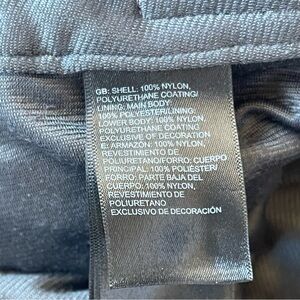 GB: SHELL: 100% NYLON,
POLYURETHANE COATING/
LINING: MAIN BODY:
100% POLYESTER/LINING:
LOWER BODY: 100% NYLON,
POLYURETHANE COATING
EXCLUSIVE OF DECORATION
E: ARMAZON: 100% NYLON,
REVESTIMIENTO DE
POLIURETANO/FORRO: CUERPO
PRINCIPAL: 100% POLIÉSTER/
FORRO: PARTE BAJA DEL
CUERPO: 100% NYLON,
REVESTIMIENTO DE
POLIURETANO
EXCLUSIVO DE DECORACIÓN